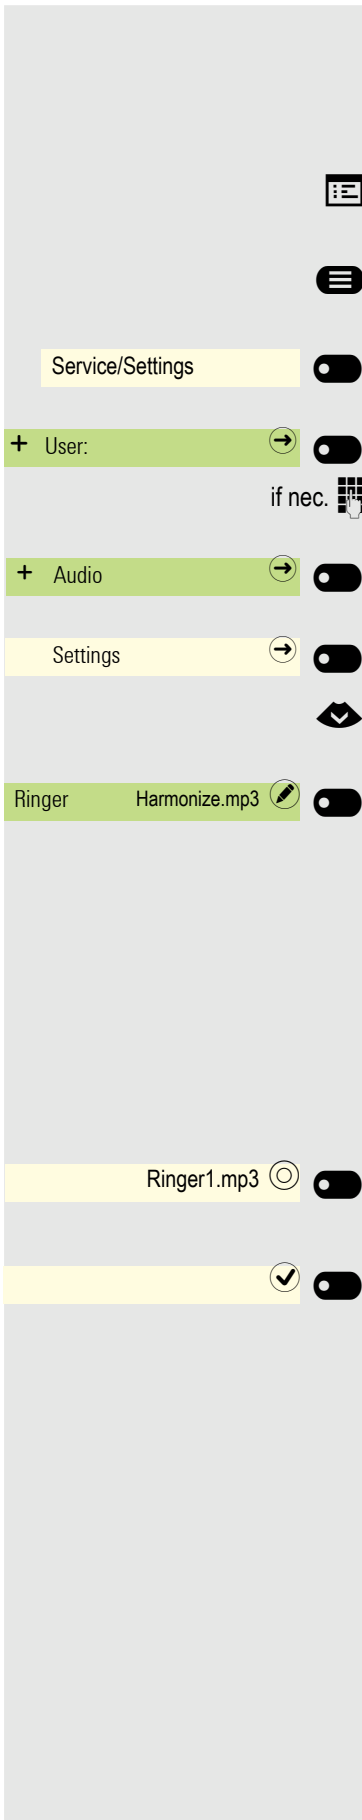 Service/Settings
+ User:
if nec.
+ Audio
Settings
Ringer Harmonize.mp3
Ringer1.mp3